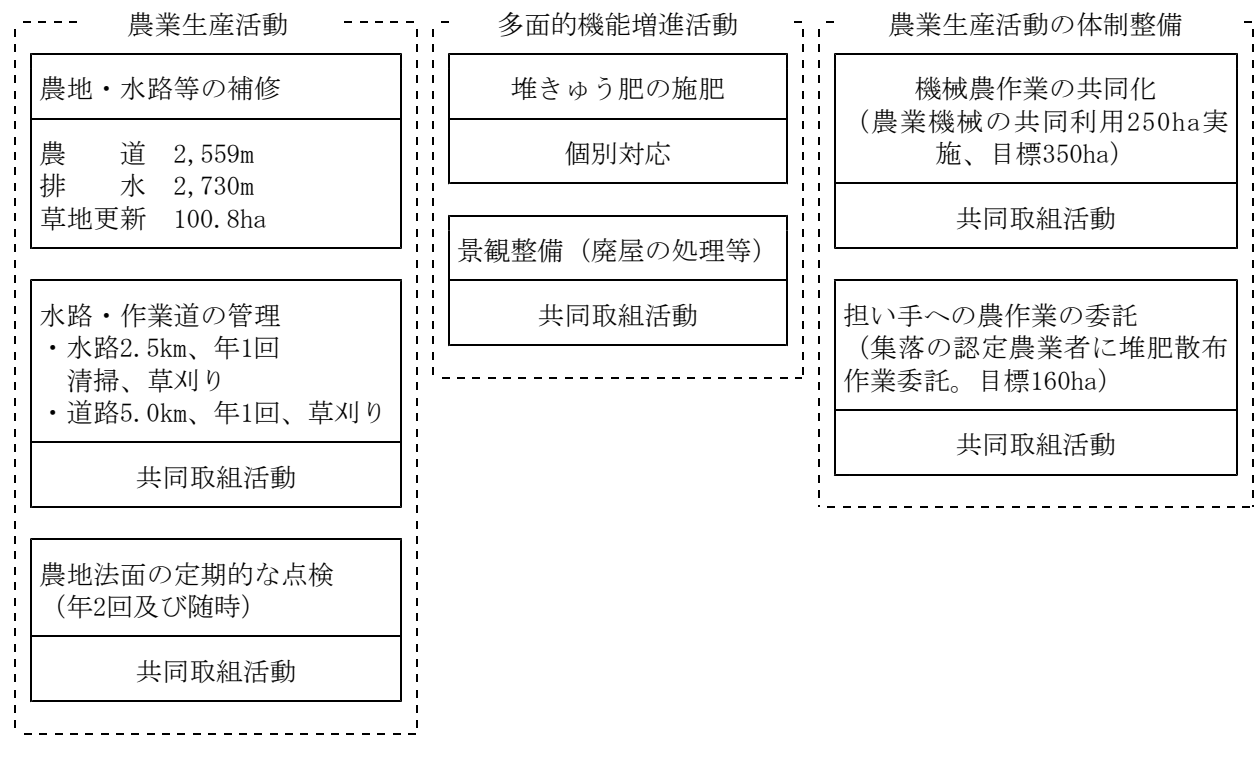 農業生産活動
農地・水路等の補修
農　　道　2,559m
排　　水　2,730m
草地更新　100.8ha
水路・作業道の管理
・水路2.5km、年1回
清掃、草刈り
・道路5.0km、年1回、草刈り
共同取組活動
農地法面の定期的な点検
（年2回及び随時）
共同取組活動
多面的機能増進活動
堆きゅう肥の施肥
個別対応
景観整備（廃屋の処理等）
共同取組活動
農業生産活動の体制整備
機械農作業の共同化
（農業機械の共同利用250ha実
施、目標350ha）
共同取組活動
担い手への農作業の委託
（集落の認定農業者に堆肥散布
作業委託。目標160ha）
共同取組活動